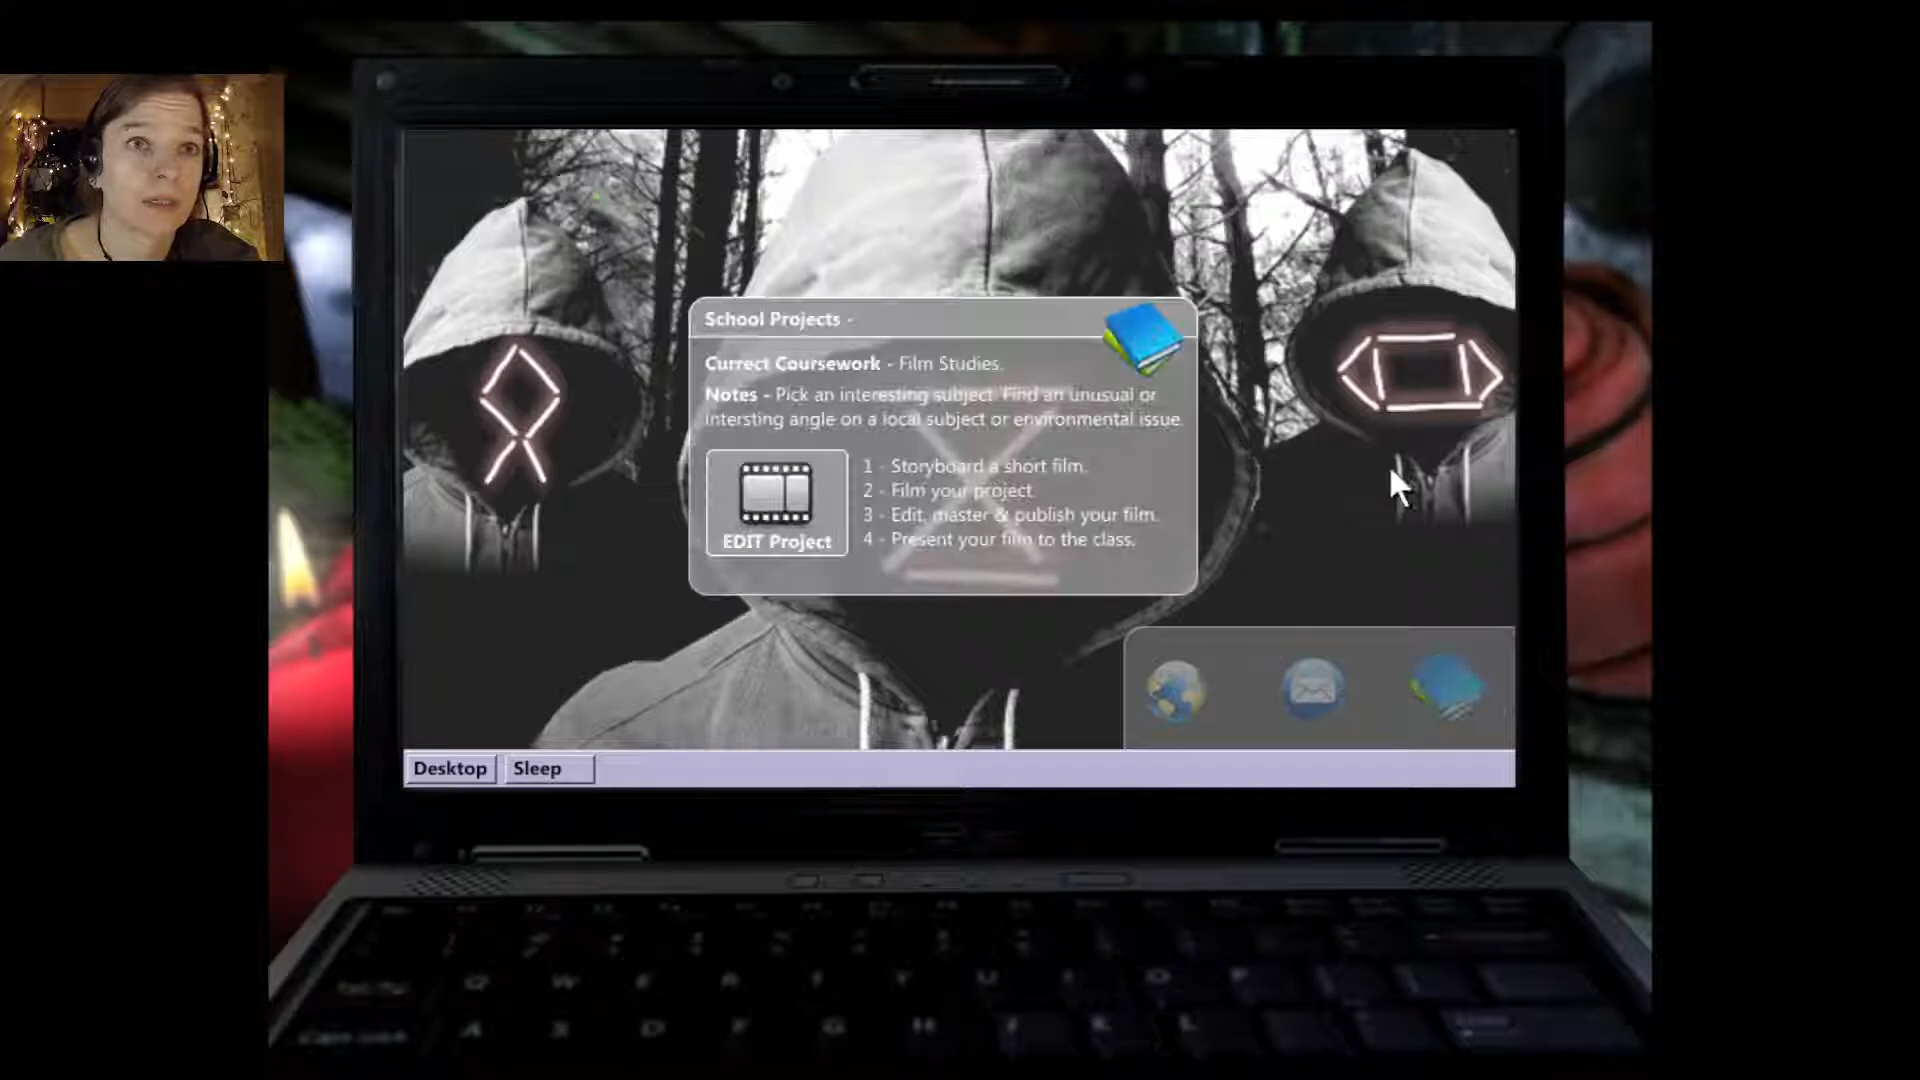 School Projects -
Currect Coursework - Film Studies.
Notes - Pick an interesting subject. Find an unusual or
intersting angle on a local subject or environmental issue.
1 - Storyboard a short film.
2 - Film your project
3 - Edit, master & publish your film.
4 - Present your film to the class.
EDIT Project
Desktop
Sleep
Q W E R T Y U I O P
A S D F G H J K L